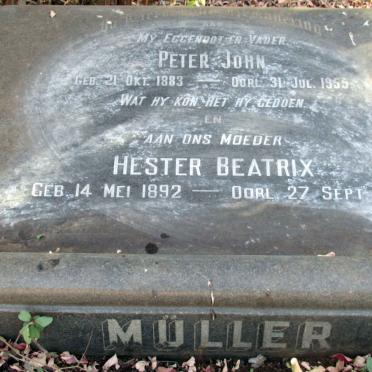 MY EGGENOOT EN VADER
PETER JOHN
GEB. 21 OKT. 1883 — OORL. 31 JUL. 1955
WAT HY KON, HET HY GEDOEN.
EN
AAN ONS MOEDER
HESTER BEATRIX
GEB. 14 MEI 1892 — OORL. 27 SEPT
MÜLLER